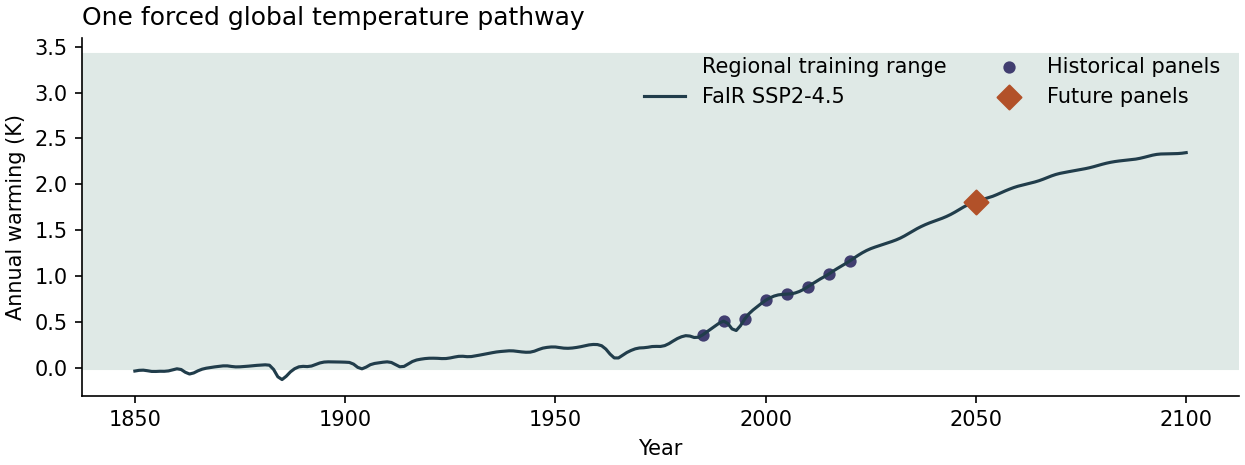 One forced global temperature pathway
Annual warming (K)
3.5
3.0
2.5
2.0
1.5
1.0
0.5
0.0
Regional training range
FaIR SSP2-4.5
Historical panels
Future panels
1850
1900
1950
2000
2050
2100
Year